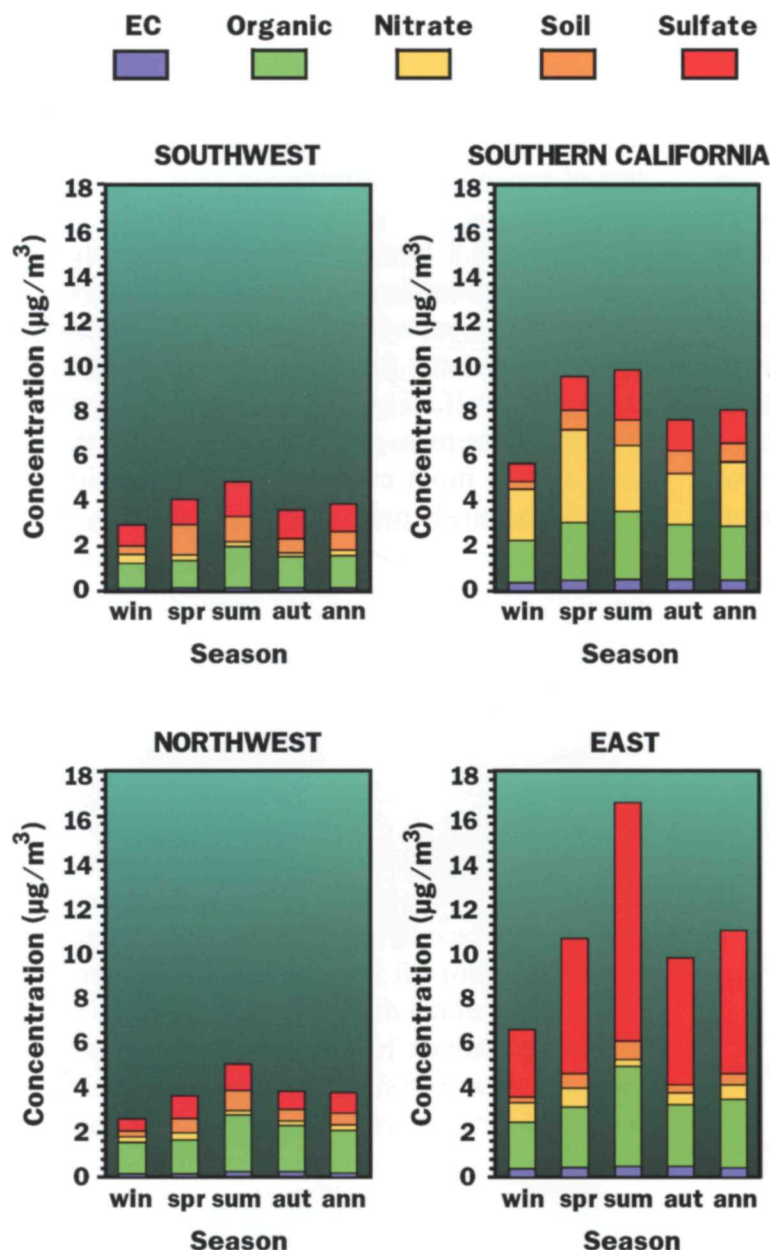 EC Organic Nitrate Soil Sulfate
SOUTHWEST
Concentration (µg/m³)
18
16
14
12
10
8
6
4
2
0
win spr sum aut ann
Season
SOUTHERN CALIFORNIA
Concentration (µg/m³)
18
16
14
12
10
8
6
4
2
0
win spr sum aut ann
Season
NORTHWEST
Concentration (µg/m³)
18
16
14
12
10
8
6
4
2
0
win spr sum aut ann
Season
EAST
Concentration (µg/m³)
18
16
14
12
10
8
6
4
2
0
win spr sum aut ann
Season